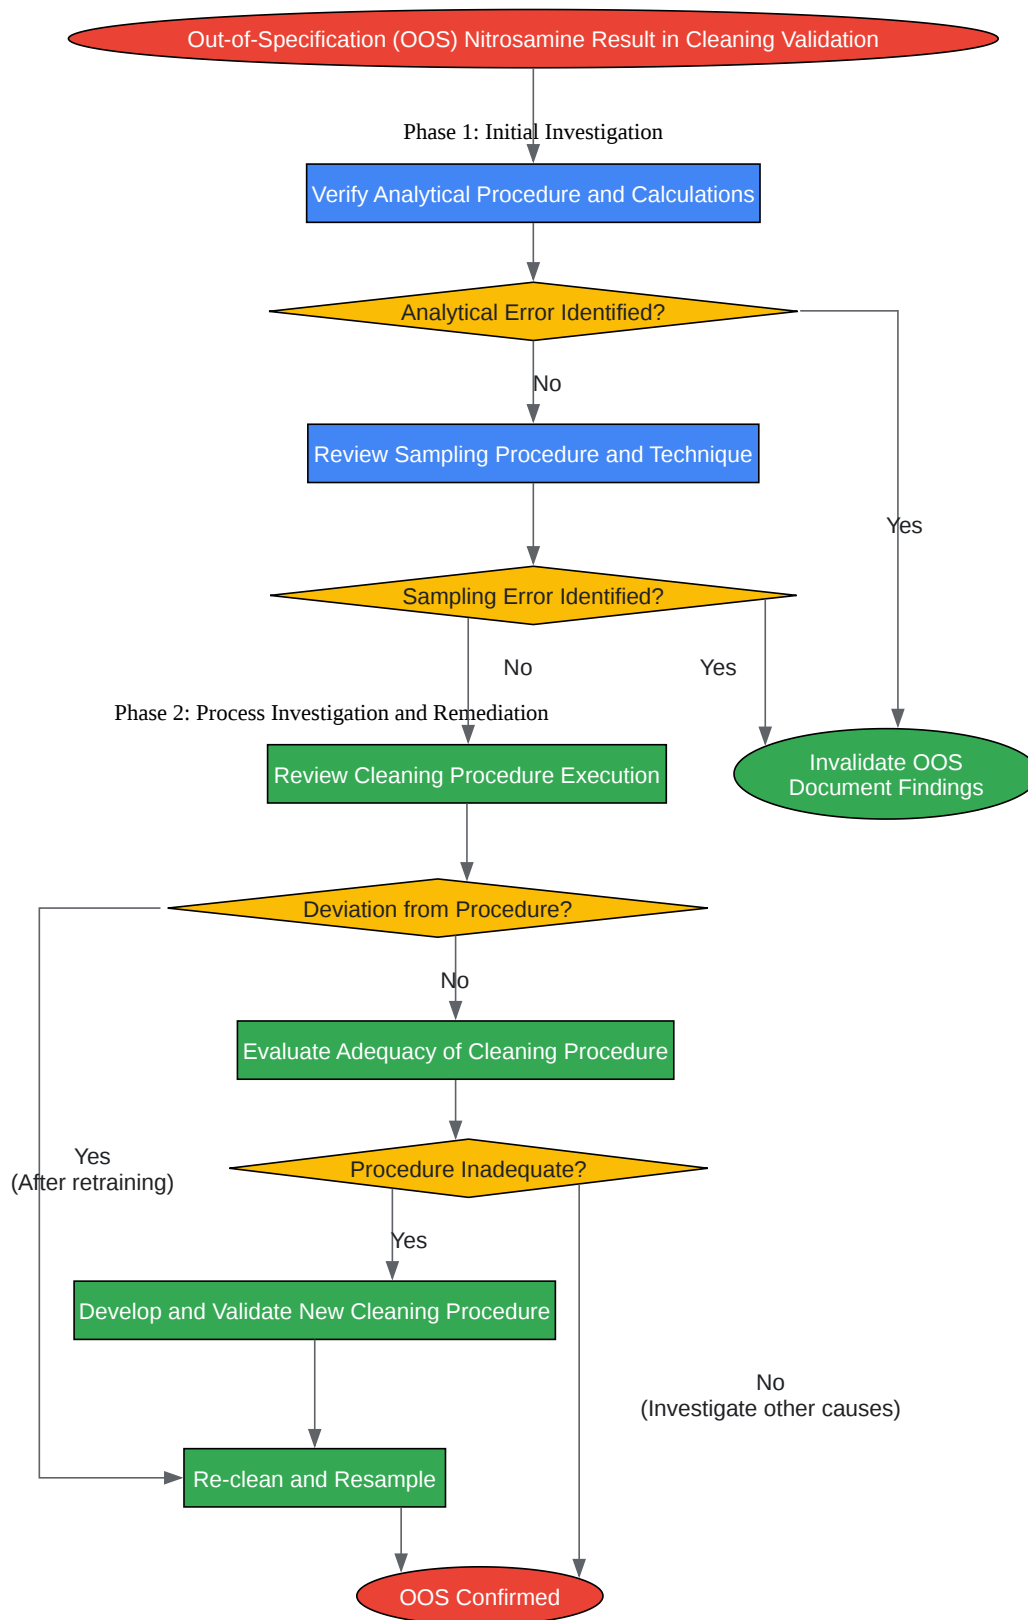 Out-of-Specification (OOS) Nitrosamine Result in Cleaning Validation
Phase 1: Initial Investigation
Verify Analytical Procedure and Calculations
Analytical Error Identified?
No
Review Sampling Procedure and Technique
Yes
Sampling Error Identified?
No
Yes
Phase 2: Process Investigation and Remediation
Invalidate OOS
Document Findings
Review Cleaning Procedure Execution
Deviation from Procedure?
No
Evaluate Adequacy of Cleaning Procedure
Yes
(After retraining)
Procedure Inadequate?
Yes
Develop and Validate New Cleaning Procedure
No
(Investigate other causes)
Re-clean and Resample
OOS Confirmed